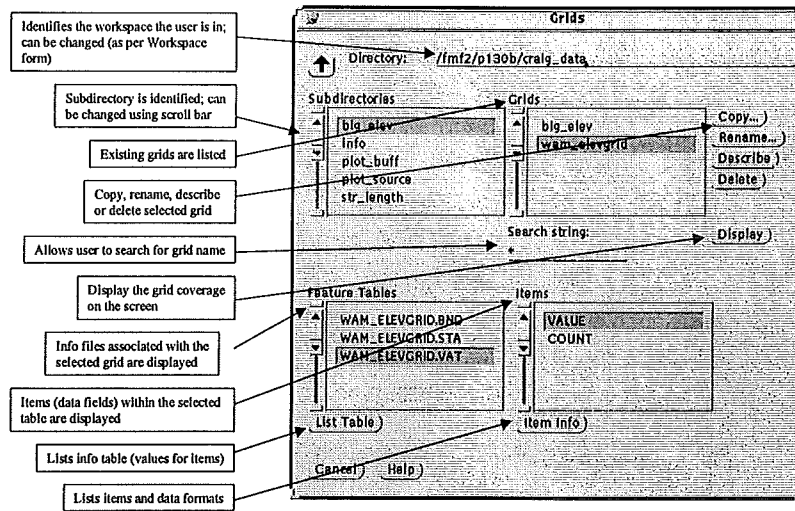 Identifies the workspace the user is in;
can be changed (as per Workspace
form)
Subdirectory is identified; can
be changed using scroll bar
Existing grids are listed
Copy, rename, describe
or delete selected grid
Allows user to search for grid name
Display the grid coverage
on the screen
Info files associated with the
selected grid are displayed
Items (data fields) within the selected
table are displayed
Lists info table (values for items)
Lists items and data formats
Grids
Directory: /fmf2/p130b/craig_data
Subdirectories
big_elev
info
plot_buff
plot_source
str_length
Grids
big_elev
wam_elevgrid
Copy...
Rename...
Describe
Delete
Search string:
*
Display
Feature Tables
WAM_ELEVGRID.BND
WAM_ELEVGRID.STA
WAM_ELEVGRID.VAT
Items
VALUE
COUNT
List Table
Item Info
Cancel
Help